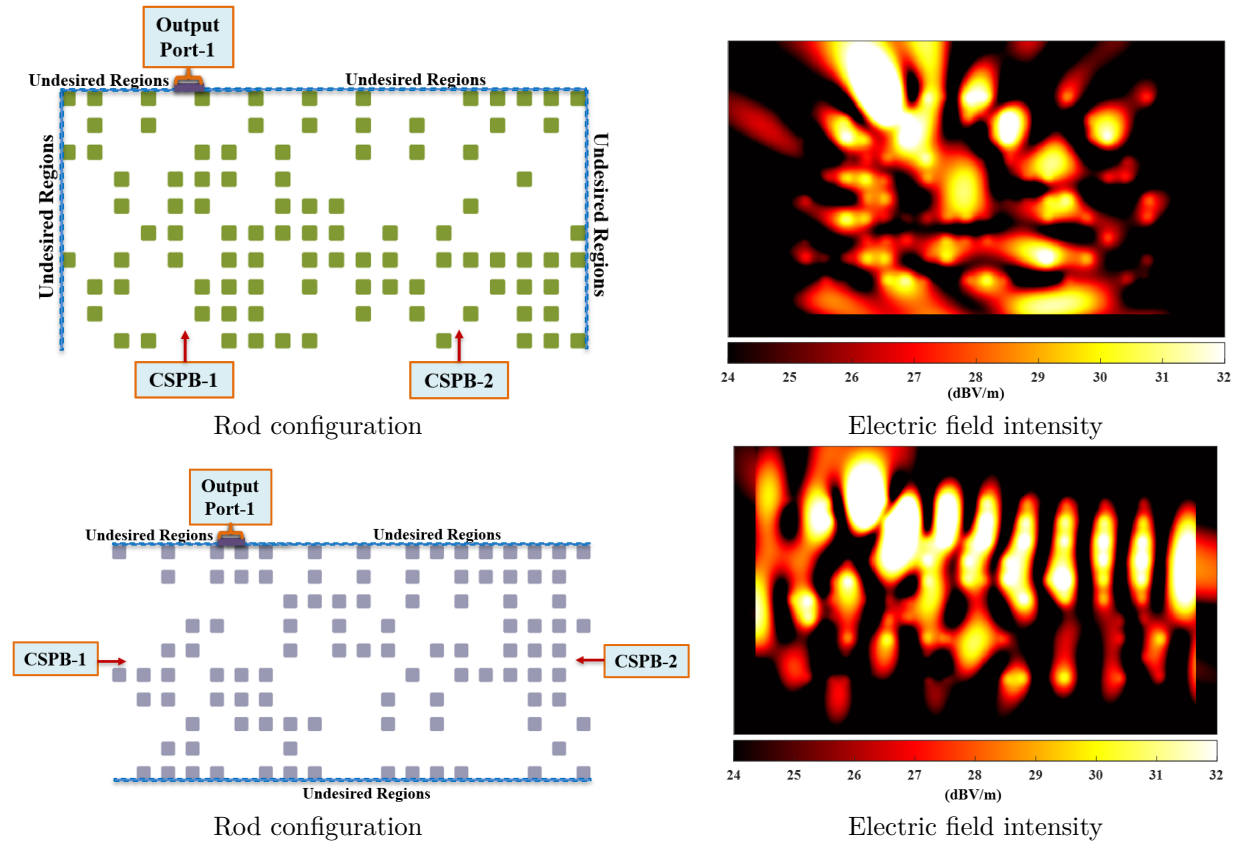 Output
Port-1
Undesired Regions
Undesired Regions
Undesired Regions
Undesired Regions
CSPB-1
CSPB-2
24 25 26 27 28 29 30 31 32
(dBV/m)
Rod configuration
Electric field intensity
Output
Port-1
Undesired Regions
Undesired Regions
CSPB-1
CSPB-2
Undesired Regions
24 25 26 27 28 29 30 31 32
(dBV/m)
Rod configuration
Electric field intensity